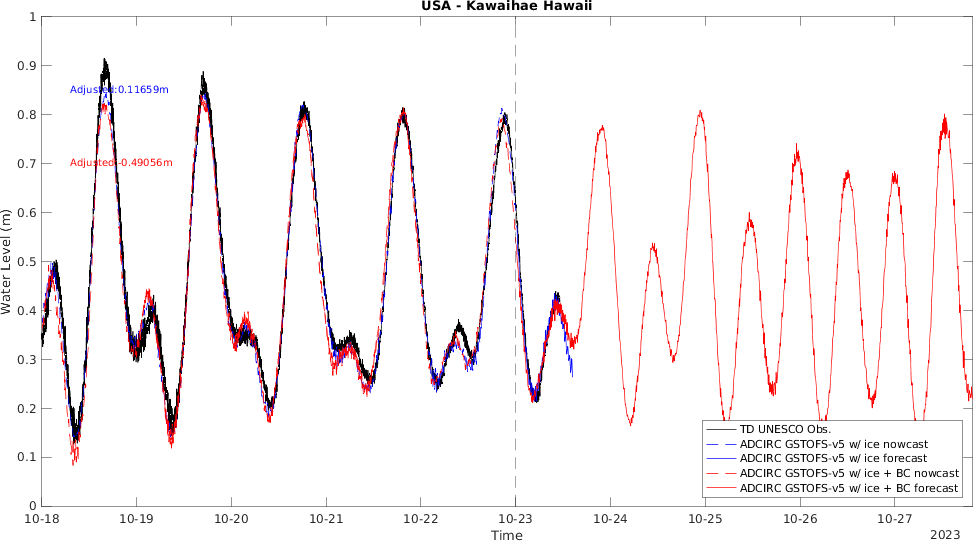 USA - Kawaihae Hawaii
1
0.9
Adjusted:0.11659m
0.8
0.7
Adjusted:-0.49056m
0.6
0.5
Water Level (m)
0.4
0.3
0.2
0.1
0
TD UNESCO Obs.
ADCIRC GSTOFS-v5 w/ ice nowcast
ADCIRC GSTOFS-v5 w/ ice forecast
ADCIRC GSTOFS-v5 w/ ice + BC nowcast
ADCIRC GSTOFS-v5 w/ ice + BC forecast
10-18 10-19 10-20 10-21 10-22 10-23 10-24 10-25 10-26 10-27
Time
2023